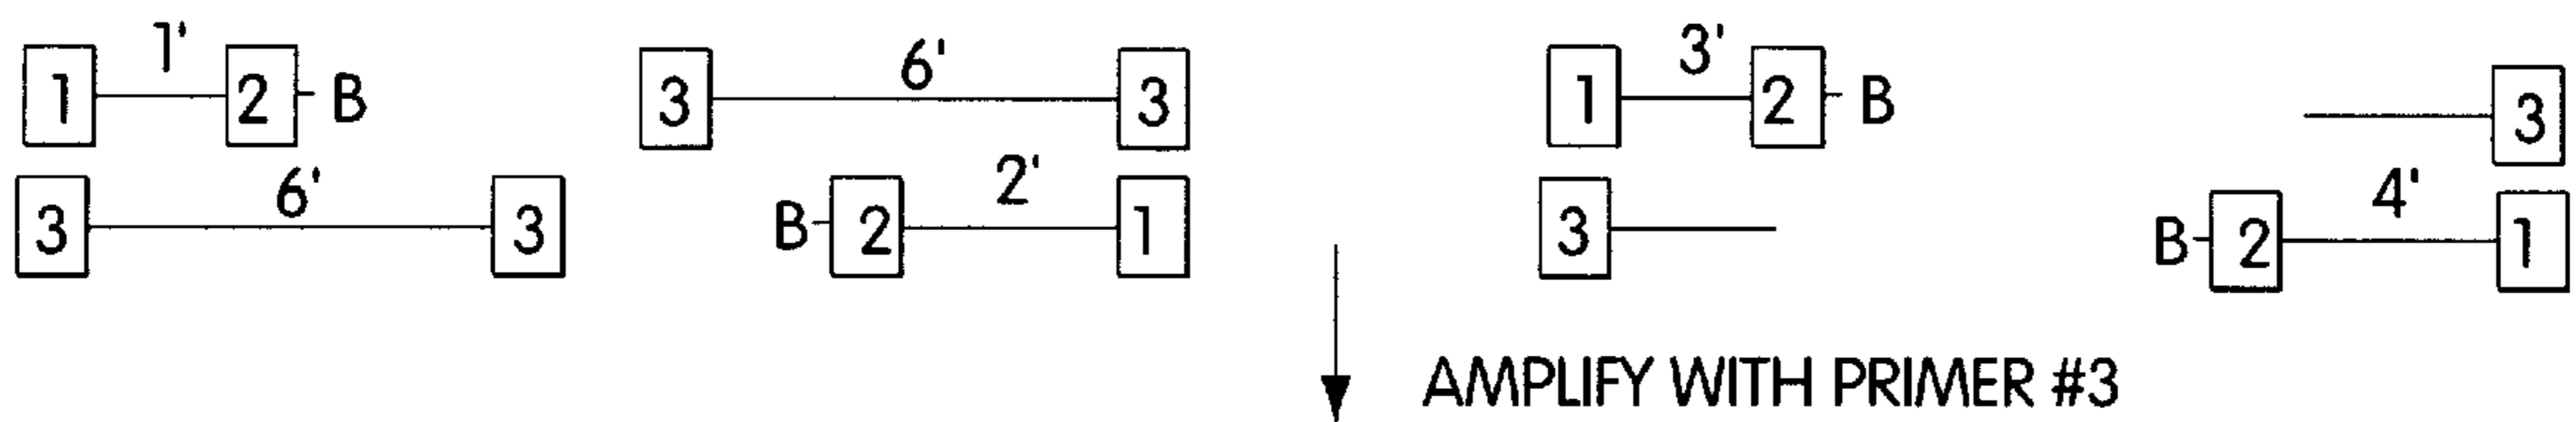 1' 6' 3'
1 2 B 3 3 1 2 B 3
6' 2' 4'
3 3 B 2 1 3 B 2 1
AMPLIFY WITH PRIMER #3